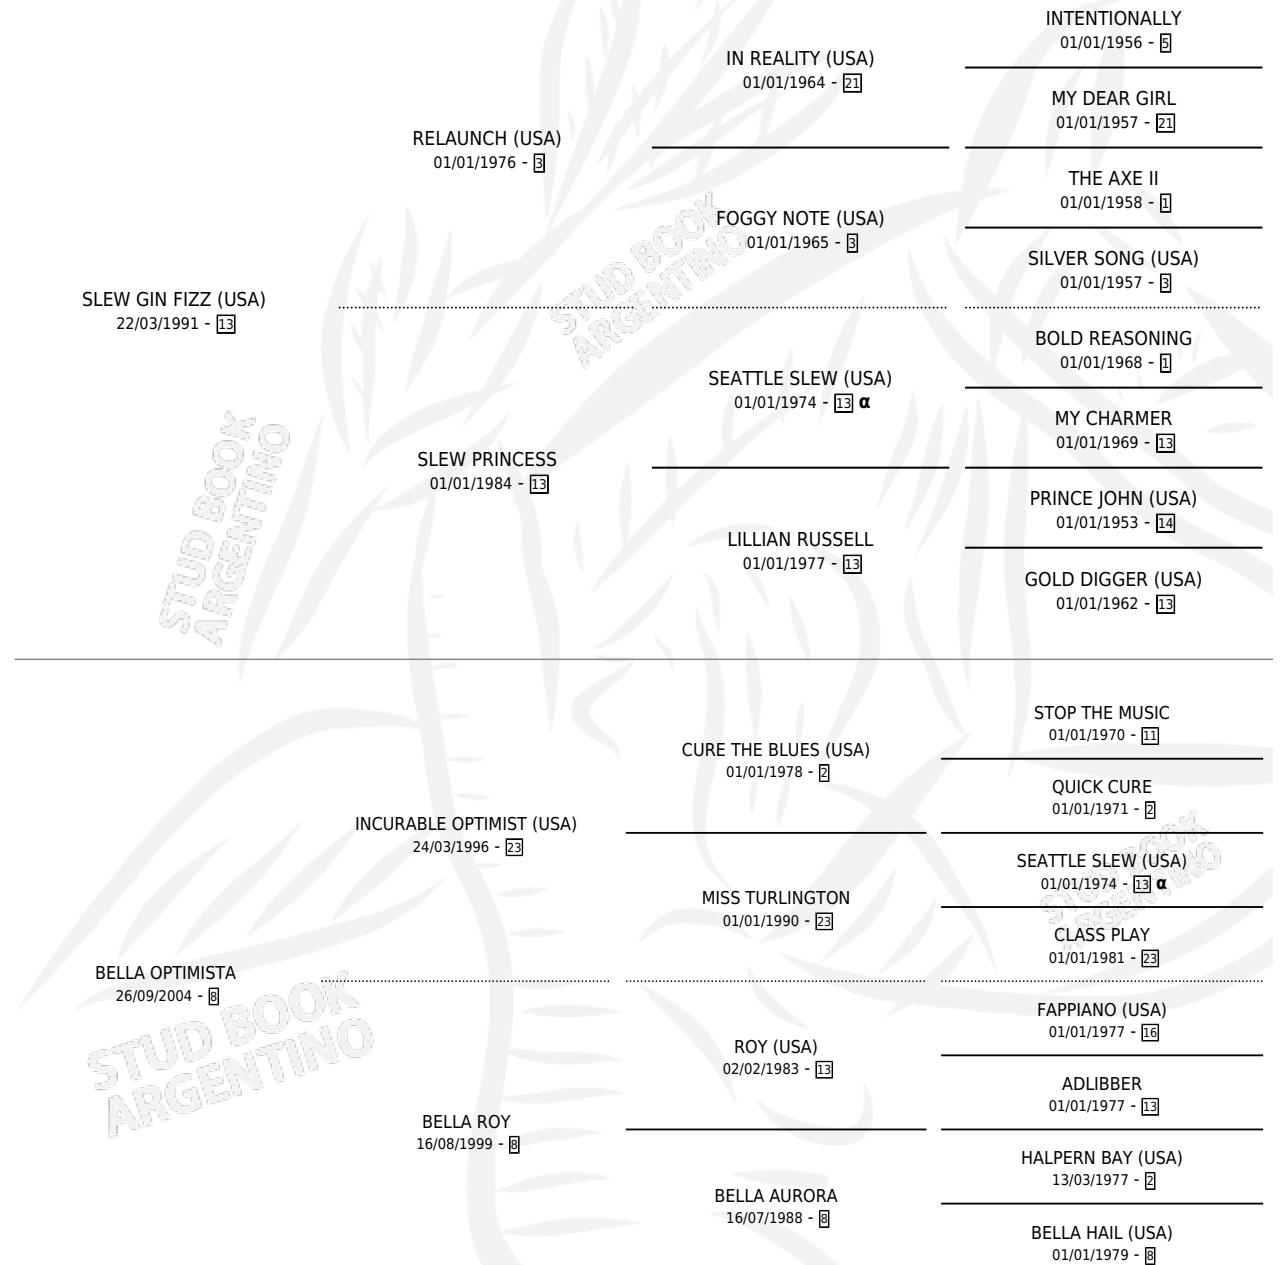 INTENTIONALLY
01/01/1956 - 5
IN REALITY (USA)
01/01/1964 - 21
MY DEAR GIRL
01/01/1957 - 21
RELAUNCH (USA)
01/01/1976 - 3
THE AXE II
01/01/1958 - 1
FOGGY NOTE (USA)
01/01/1965 - 3
SILVER SONG (USA)
01/01/1957 - 3
STUD BOOK
ARGENTINO
SLEW GIN FIZZ (USA)
22/03/1991 - 13
BOLD REASONING
01/01/1968 - 1
SEATTLE SLEW (USA)
01/01/1974 - 13 α
MY CHARMER
01/01/1969 - 13
SLEW PRINCESS
01/01/1984 - 13
PRINCE JOHN (USA)
01/01/1953 - 14
LILLIAN RUSSELL
01/01/1977 - 13
GOLD DIGGER (USA)
01/01/1962 - 13
STUD BOOK
ARGENTINO
STOP THE MUSIC
01/01/1970 - 11
CURE THE BLUES (USA)
01/01/1978 - 2
QUICK CURE
01/01/1971 - 2
INCURABLE OPTIMIST (USA)
24/03/1996 - 23
SEATTLE SLEW (USA)
01/01/1974 - 13 α
MISS TURLINGTON
01/01/1990 - 23
CLASS PLAY
01/01/1981 - 23
STUD BOOK
ARGENTINO
BELLA OPTIMISTA
26/09/2004 - 8
FAPPIANO (USA)
01/01/1977 - 16
ROY (USA)
02/02/1983 - 13
ADLIBBER
01/01/1977 - 13
BELLA ROY
16/08/1999 - 8
HALPERN BAY (USA)
13/03/1977 - 2
BELLA AURORA
16/07/1988 - 8
BELLA HAIL (USA)
01/01/1979 - 8
STUD BOOK
ARGENTINO